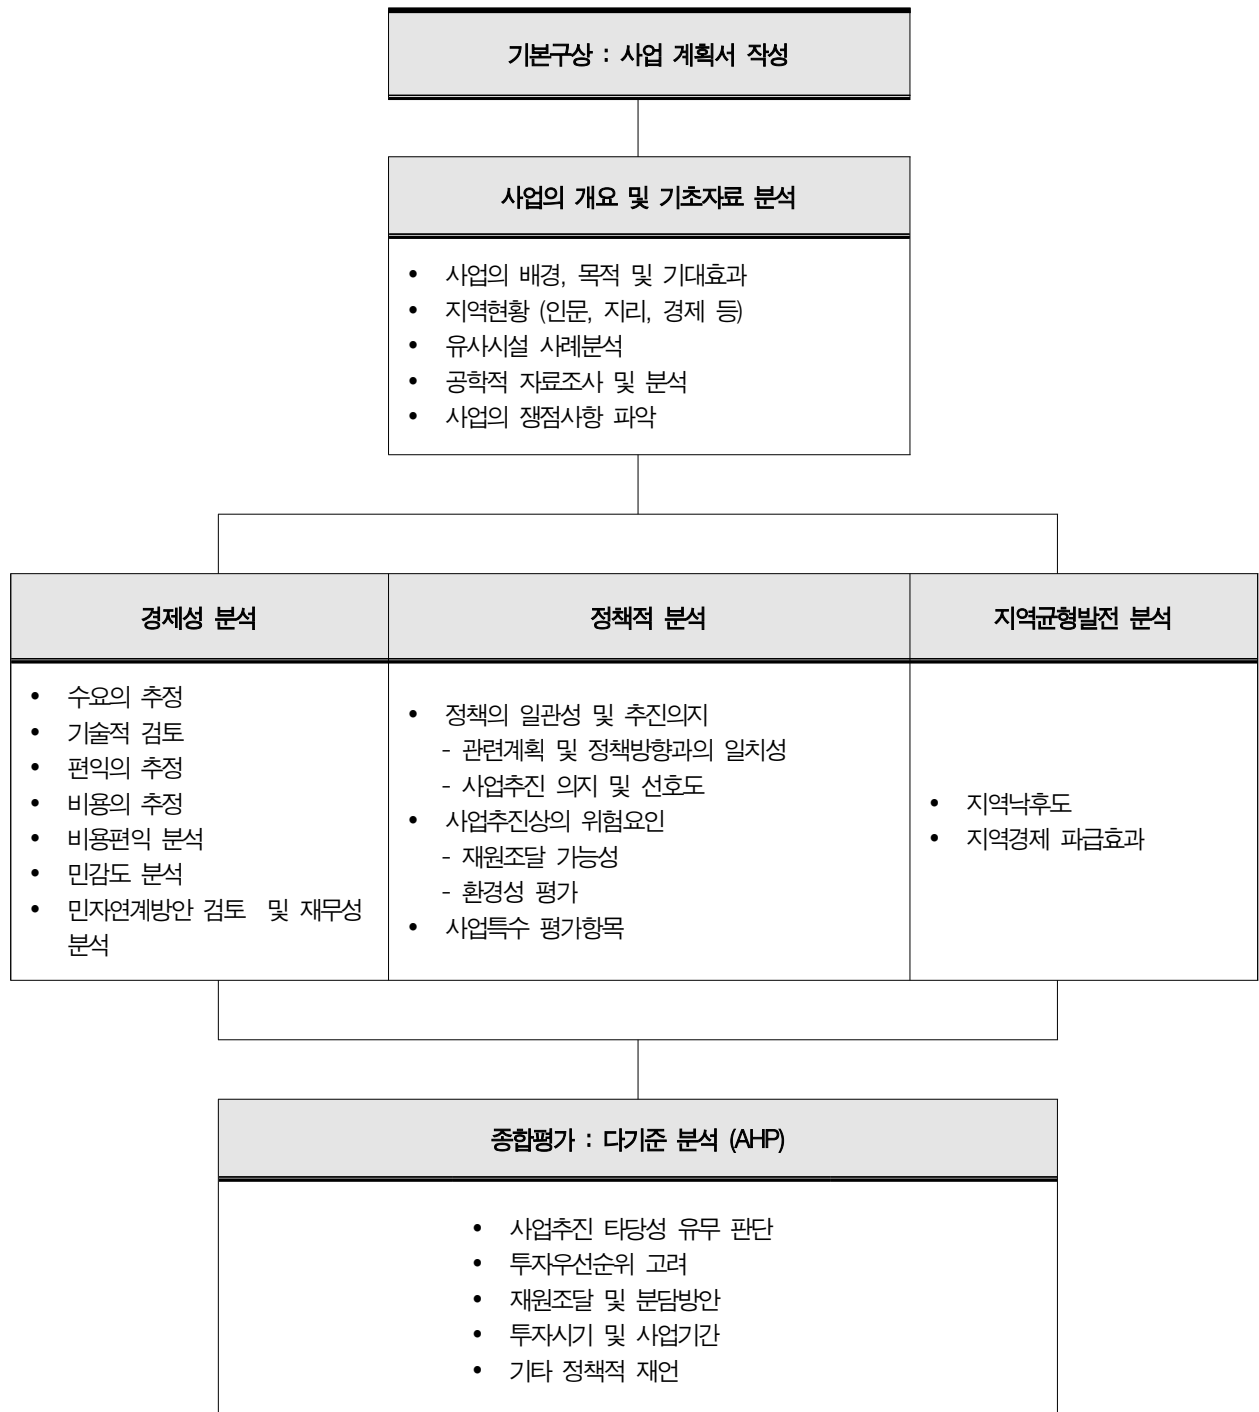 기본구상 : 사업 계획서 작성
사업의 개요 및 기초자료 분석
• 사업의 배경, 목적 및 기대효과
• 지역현황 (인문, 지리, 경제 등)
• 유사시설 사례분석
• 공학적 자료조사 및 분석
• 사업의 쟁점사항 파악
경제성 분석
• 수요의 추정
• 기술적 검토
• 편익의 추정
• 비용의 추정
• 비용편익 분석
• 민감도 분석
• 민자연계방안 검토 및 재무성
분석
정책적 분석
• 정책의 일관성 및 추진의지
- 관련계획 및 정책방향과의 일치성
- 사업추진 의지 및 선호도
• 사업추진상의 위험요인
- 재원조달 가능성
- 환경성 평가
• 사업특수 평가항목
지역균형발전 분석
• 지역낙후도
• 지역경제 파급효과
종합평가 : 다기준 분석 (AHP)
• 사업추진 타당성 유무 판단
• 투자우선순위 고려
• 재원조달 및 분담방안
• 투자시기 및 사업기간
• 기타 정책적 재언